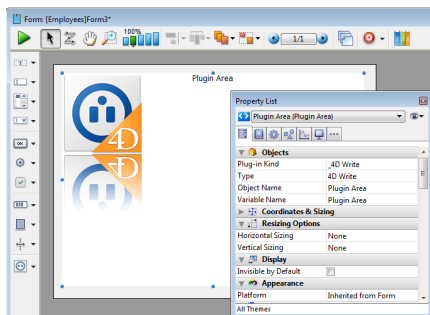 Form: [Employees]Form3*
100%
1/1
Plugin Area
4D
OK
Property List
Plugin Area (Plugin Area)
Objects
Plug-in Kind _4D Write
Type 4D Write
Object Name Plugin Area
Variable Name Plugin Area
Coordinates & Sizing
Resizing Options
Horizontal Sizing None
Vertical Sizing None
Display
Invisible by Default
Appearance
Platform Inherited from Form
All Themes